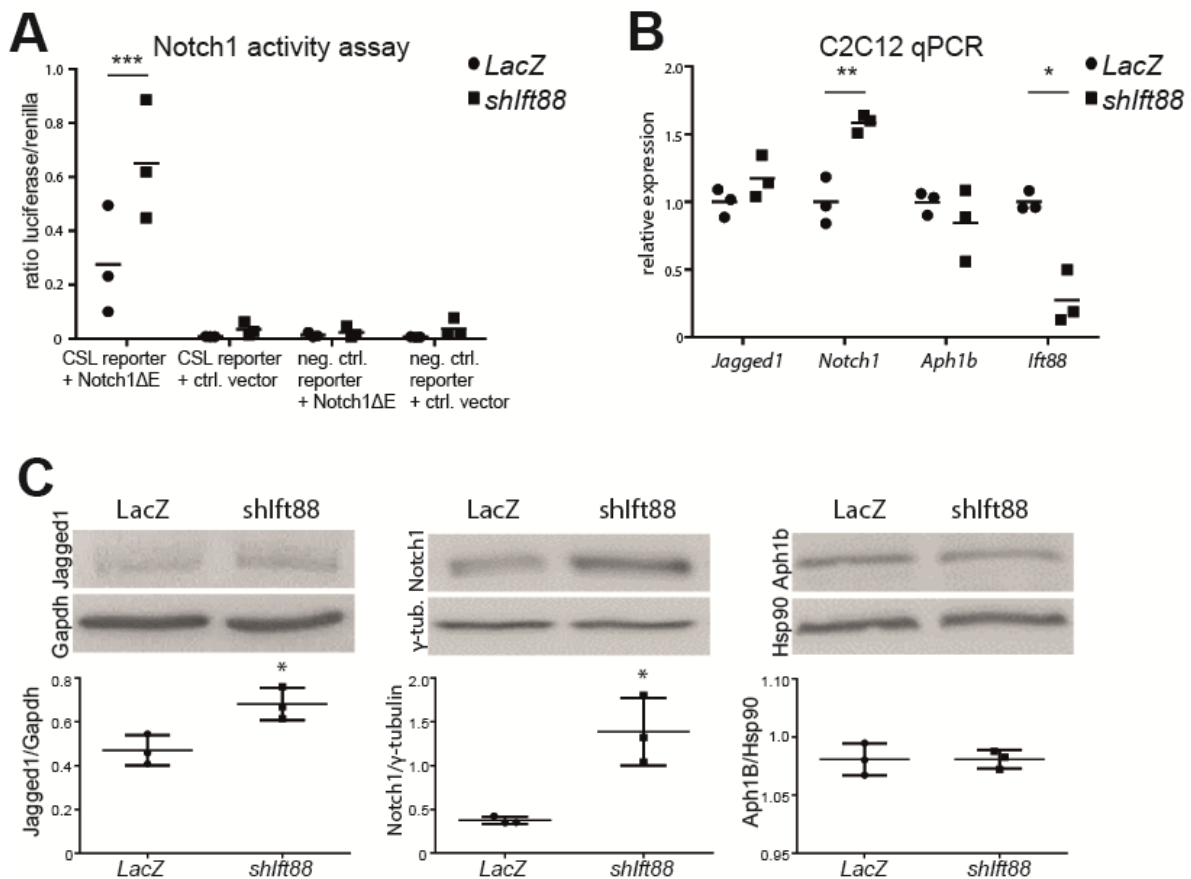 A
Notch1 activity assay
LacZ
shIft88
***
ratio luciferase/renilla
1.0
0.8
0.6
0.4
0.2
0
CSL reporter
+ Notch1ΔE
CSL reporter
+ ctrl. vector
neg. ctrl.
reporter
+ Notch1ΔE
neg. ctrl.
reporter
+ ctrl. vector
B
C2C12 qPCR
LacZ
shIft88
**
*
relative expression
2.0
1.5
1.0
0.5
0
Jagged1
Notch1
Aph1b
Ift88
C
LacZ
shIft88
Jagged1
Gapdh
*
Jagged1/Gapdh
0.8
0.6
0.4
0.2
0
LacZ
shIft88
LacZ
shIft88
Notch1
γ-tub.
*
Notch1/γ-tubulin
2.0
1.5
1.0
0.5
0
LacZ
shIft88
LacZ
shIft88
Aph1b
Hsp90
Aph1B/Hsp90
1.10
1.0
1.05
0.95
LacZ
shIft88